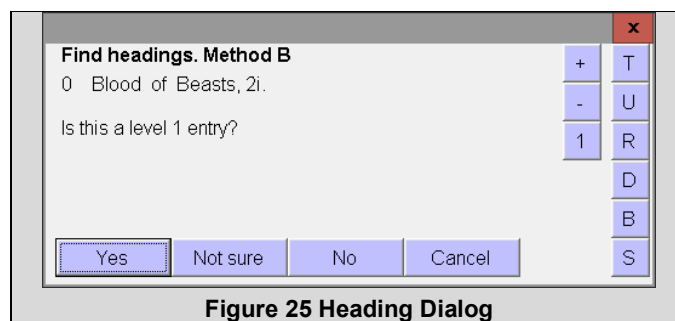 x
Find headings. Method B
0 Blood of Beasts, 2i.
Is this a level 1 entry?
+
-
1
T
U
R
D
B
S
Yes Not sure No Cancel
Figure 25 Heading Dialog